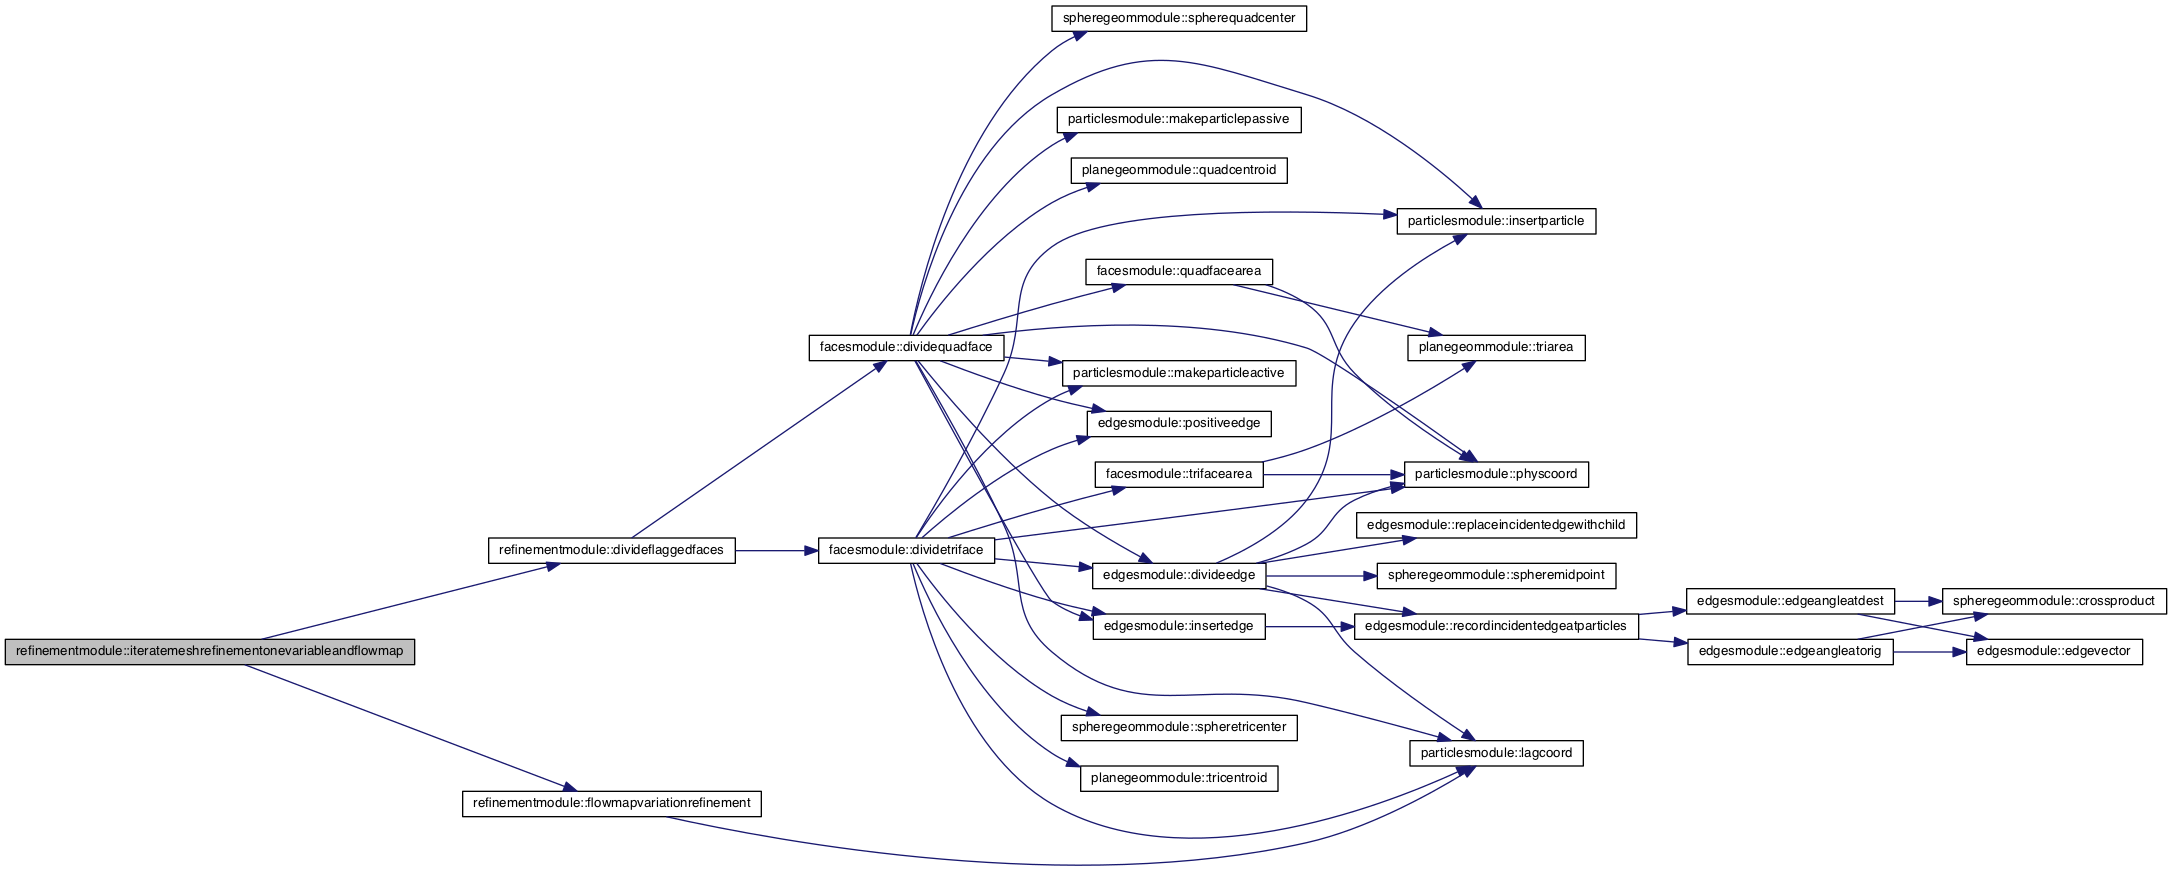 spheregeommodule::spherequadcenter
particlesmodule::makeparticlepassive
planegeommodule::quadcentroid
particlesmodule::insertparticle
facesmodule::quadfacearea
facesmodule::dividequadface
planegeommodule::triarea
particlesmodule::makeparticleactive
edgesmodule::positiveedge
facesmodule::trifacearea
particlesmodule::physcoord
edgesmodule::replaceincidentedgewithchild
refinementmodule::divideflaggedfaces
facesmodule::dividetriface
edgesmodule::divideedge
spheregeommodule::spheremidpoint
edgesmodule::edgeangleatdest
spheregeommodule::crossproduct
edgesmodule::insertedge
edgesmodule::recordincidentedgeatparticles
refinementmodule::iteratemeshrefinementonevariableandflowmap
edgesmodule::edgeangleatorig
edgesmodule::edgevector
spheregeommodule::spheretricenter
particlesmodule::lagcoord
planegeommodule::tricentroid
refinementmodule::flowmapvariationrefinement